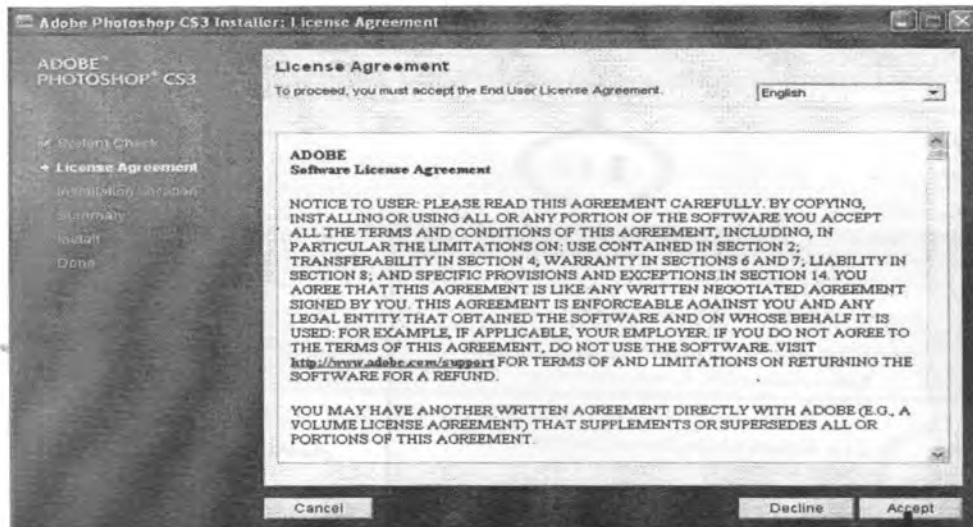 Adobe Photoshop CS3 Installer: License Agreement
ADOBE™
PHOTOSHOP® CS3
System Check
License Agreement
Installation Location
Summary
Install
Done
License Agreement
To proceed, you must accept the End User License Agreement.
English
ADOBE
Software License Agreement
NOTICE TO USER: PLEASE READ THIS AGREEMENT CAREFULLY. BY COPYING,
INSTALLING OR USING ALL OR ANY PORTION OF THE SOFTWARE YOU ACCEPT
ALL THE TERMS AND CONDITIONS OF THIS AGREEMENT, INCLUDING, IN
PARTICULAR THE LIMITATIONS ON: USE CONTAINED IN SECTION 2;
TRANSFERABILITY IN SECTION 4; WARRANTY IN SECTIONS 6 AND 7; LIABILITY IN
SECTION 8; AND SPECIFIC PROVISIONS AND EXCEPTIONS IN SECTION 14. YOU
AGREE THAT THIS AGREEMENT IS LIKE ANY WRITTEN NEGOTIATED AGREEMENT
SIGNED BY YOU. THIS AGREEMENT IS ENFORCEABLE AGAINST YOU AND ANY
LEGAL ENTITY THAT OBTAINED THE SOFTWARE AND ON WHOSE BEHALF IT IS
USED: FOR EXAMPLE, IF APPLICABLE, YOUR EMPLOYER. IF YOU DO NOT AGREE TO
THE TERMS OF THIS AGREEMENT, DO NOT USE THE SOFTWARE. VISIT
http://www.adobe.com/support FOR TERMS OF AND LIMITATIONS ON RETURNING THE
SOFTWARE FOR A REFUND.
YOU MAY HAVE ANOTHER WRITTEN AGREEMENT DIRECTLY WITH ADOBE (E.G., A
VOLUME LICENSE AGREEMENT) THAT SUPPLEMENTS OR SUPERSEDES ALL OR
PORTIONS OF THIS AGREEMENT.
Cancel
Decline
Accept